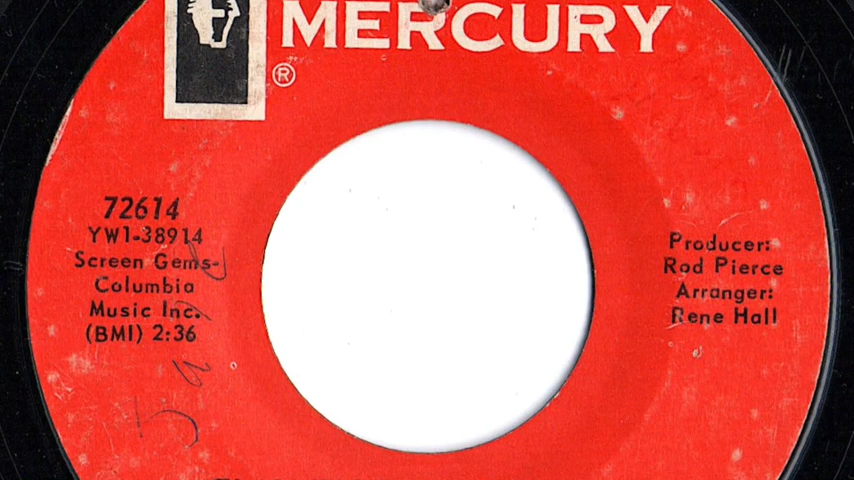 MERCURY
®
72614
YW1-38914
Screen Gems-
Columbia
Music Inc.
(BMI) 2:36
Producer:
Rod Pierce
Arranger:
Rene Hall